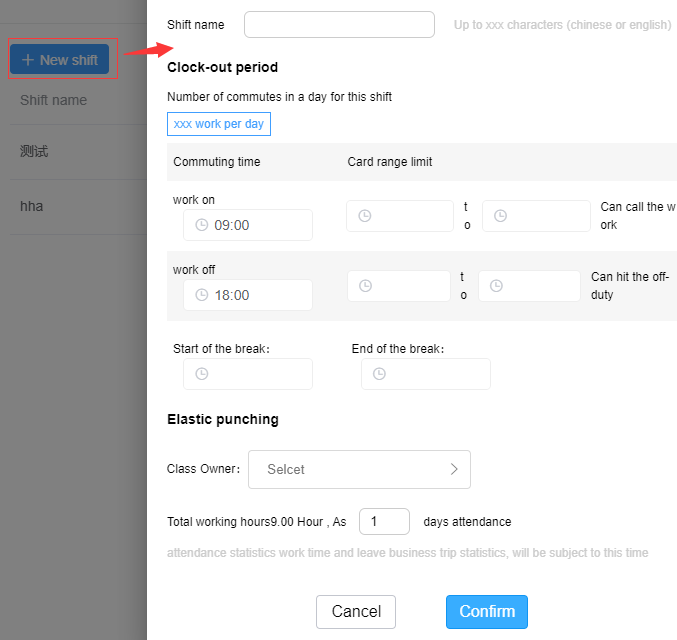 + New shift
Shift name
测试
hha
Shift name
Up to xxx characters (chinese or english)
Clock-out period
Number of commutes in a day for this shift
xxx work per day
Commuting time
Card range limit
work on
09:00
t
o
Can call the w
ork
work off
18:00
t
o
Can hit the off-
duty
Start of the break：
End of the break：
Elastic punching
Class Owner：
Selcet
Total working hours9.00 Hour , As 1 days attendance
attendance statistics work time and leave business trip statistics, will be subject to this time
Cancel
Confirm